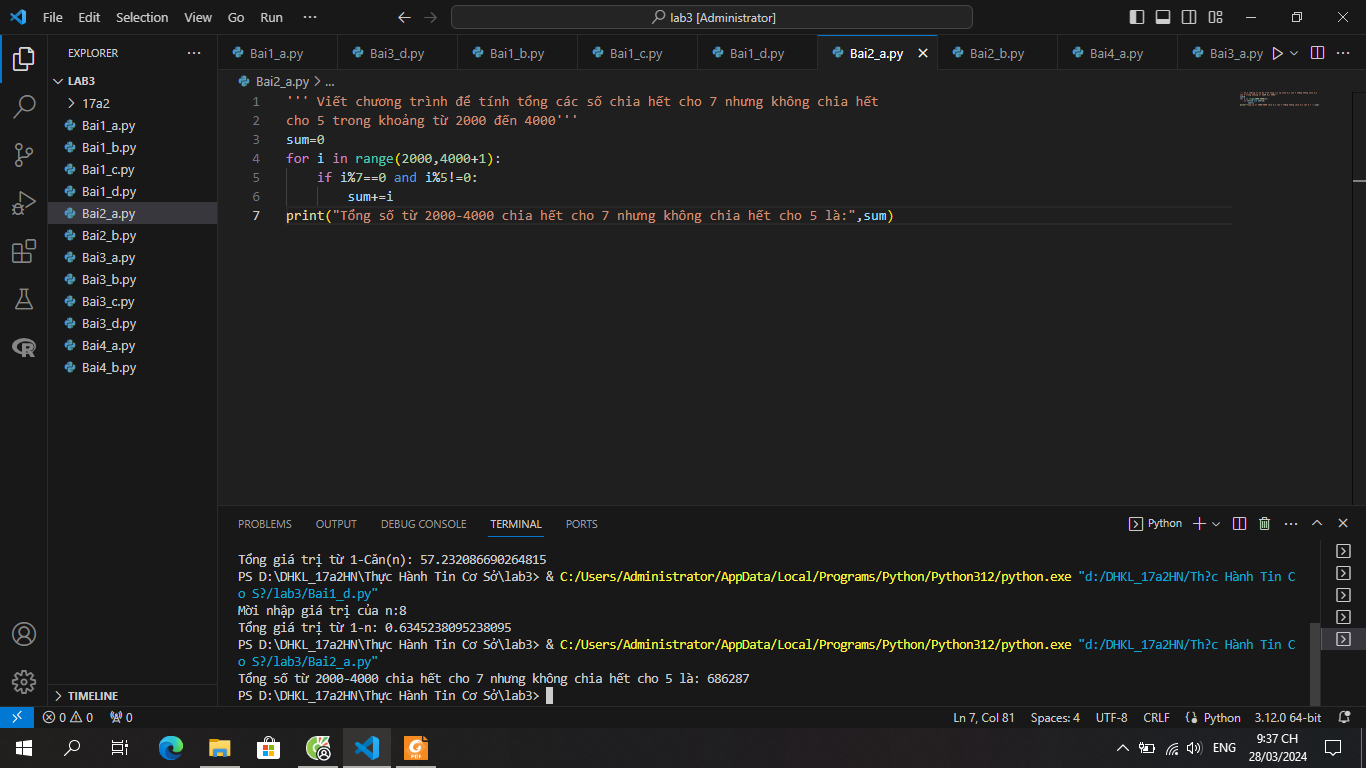 File Edit Selection View Go Run ··· lab3 [Administrator]
EXPLORER ···
Bai1_a.py Bai3_d.py Bai1_b.py Bai1_c.py Bai1_d.py Bai2_a.py Bai2_b.py Bai4_a.py Bai3_a.py
LAB3
17a2
Bai1_a.py
Bai1_b.py
Bai1_c.py
Bai1_d.py
Bai2_a.py
Bai2_b.py
Bai3_a.py
Bai3_b.py
Bai3_c.py
Bai3_d.py
Bai4_a.py
Bai4_b.py
TIMELINE
Bai2_a.py > ...
1 ''' Viết chương trình để tính tổng các số chia hết cho 7 nhưng không chia hết
2 cho 5 trong khoảng từ 2000 đến 4000'''
3 sum=0
4 for i in range(2000,4000+1):
5 if i%7==0 and i%5!=0:
6 sum+=i
7 print("Tổng số từ 2000-4000 chia hết cho 7 nhưng không chia hết cho 5 là:",sum)
PROBLEMS OUTPUT DEBUG CONSOLE TERMINAL PORTS Python
Tổng giá trị từ 1-Căn(n): 57.232086690264815
PS D:\DHKL_17a2HN\Thực Hành Tin Cơ Sở\lab3> & C:/Users/Administrator/AppData/Local/Programs/Python/Python312/python.exe "d:/DHKL_17a2HN/Th?c Hành Tin C
o S?/lab3/Bai1_d.py"
Mời nhập giá trị của n:8
Tổng giá trị từ 1-n: 0.6345238095238095
PS D:\DHKL_17a2HN\Thực Hành Tin Cơ Sở\lab3> & C:/Users/Administrator/AppData/Local/Programs/Python/Python312/python.exe "d:/DHKL_17a2HN/Th?c Hành Tin C
o S?/lab3/Bai2_a.py"
Tổng số từ 2000-4000 chia hết cho 7 nhưng không chia hết cho 5 là: 686287
PS D:\DHKL_17a2HN\Thực Hành Tin Cơ Sở\lab3>
0 0 0 Ln 7, Col 81 Spaces: 4 UTF-8 CRLF Python 3.12.0 64-bit
ENG
9:37 CH
28/03/2024